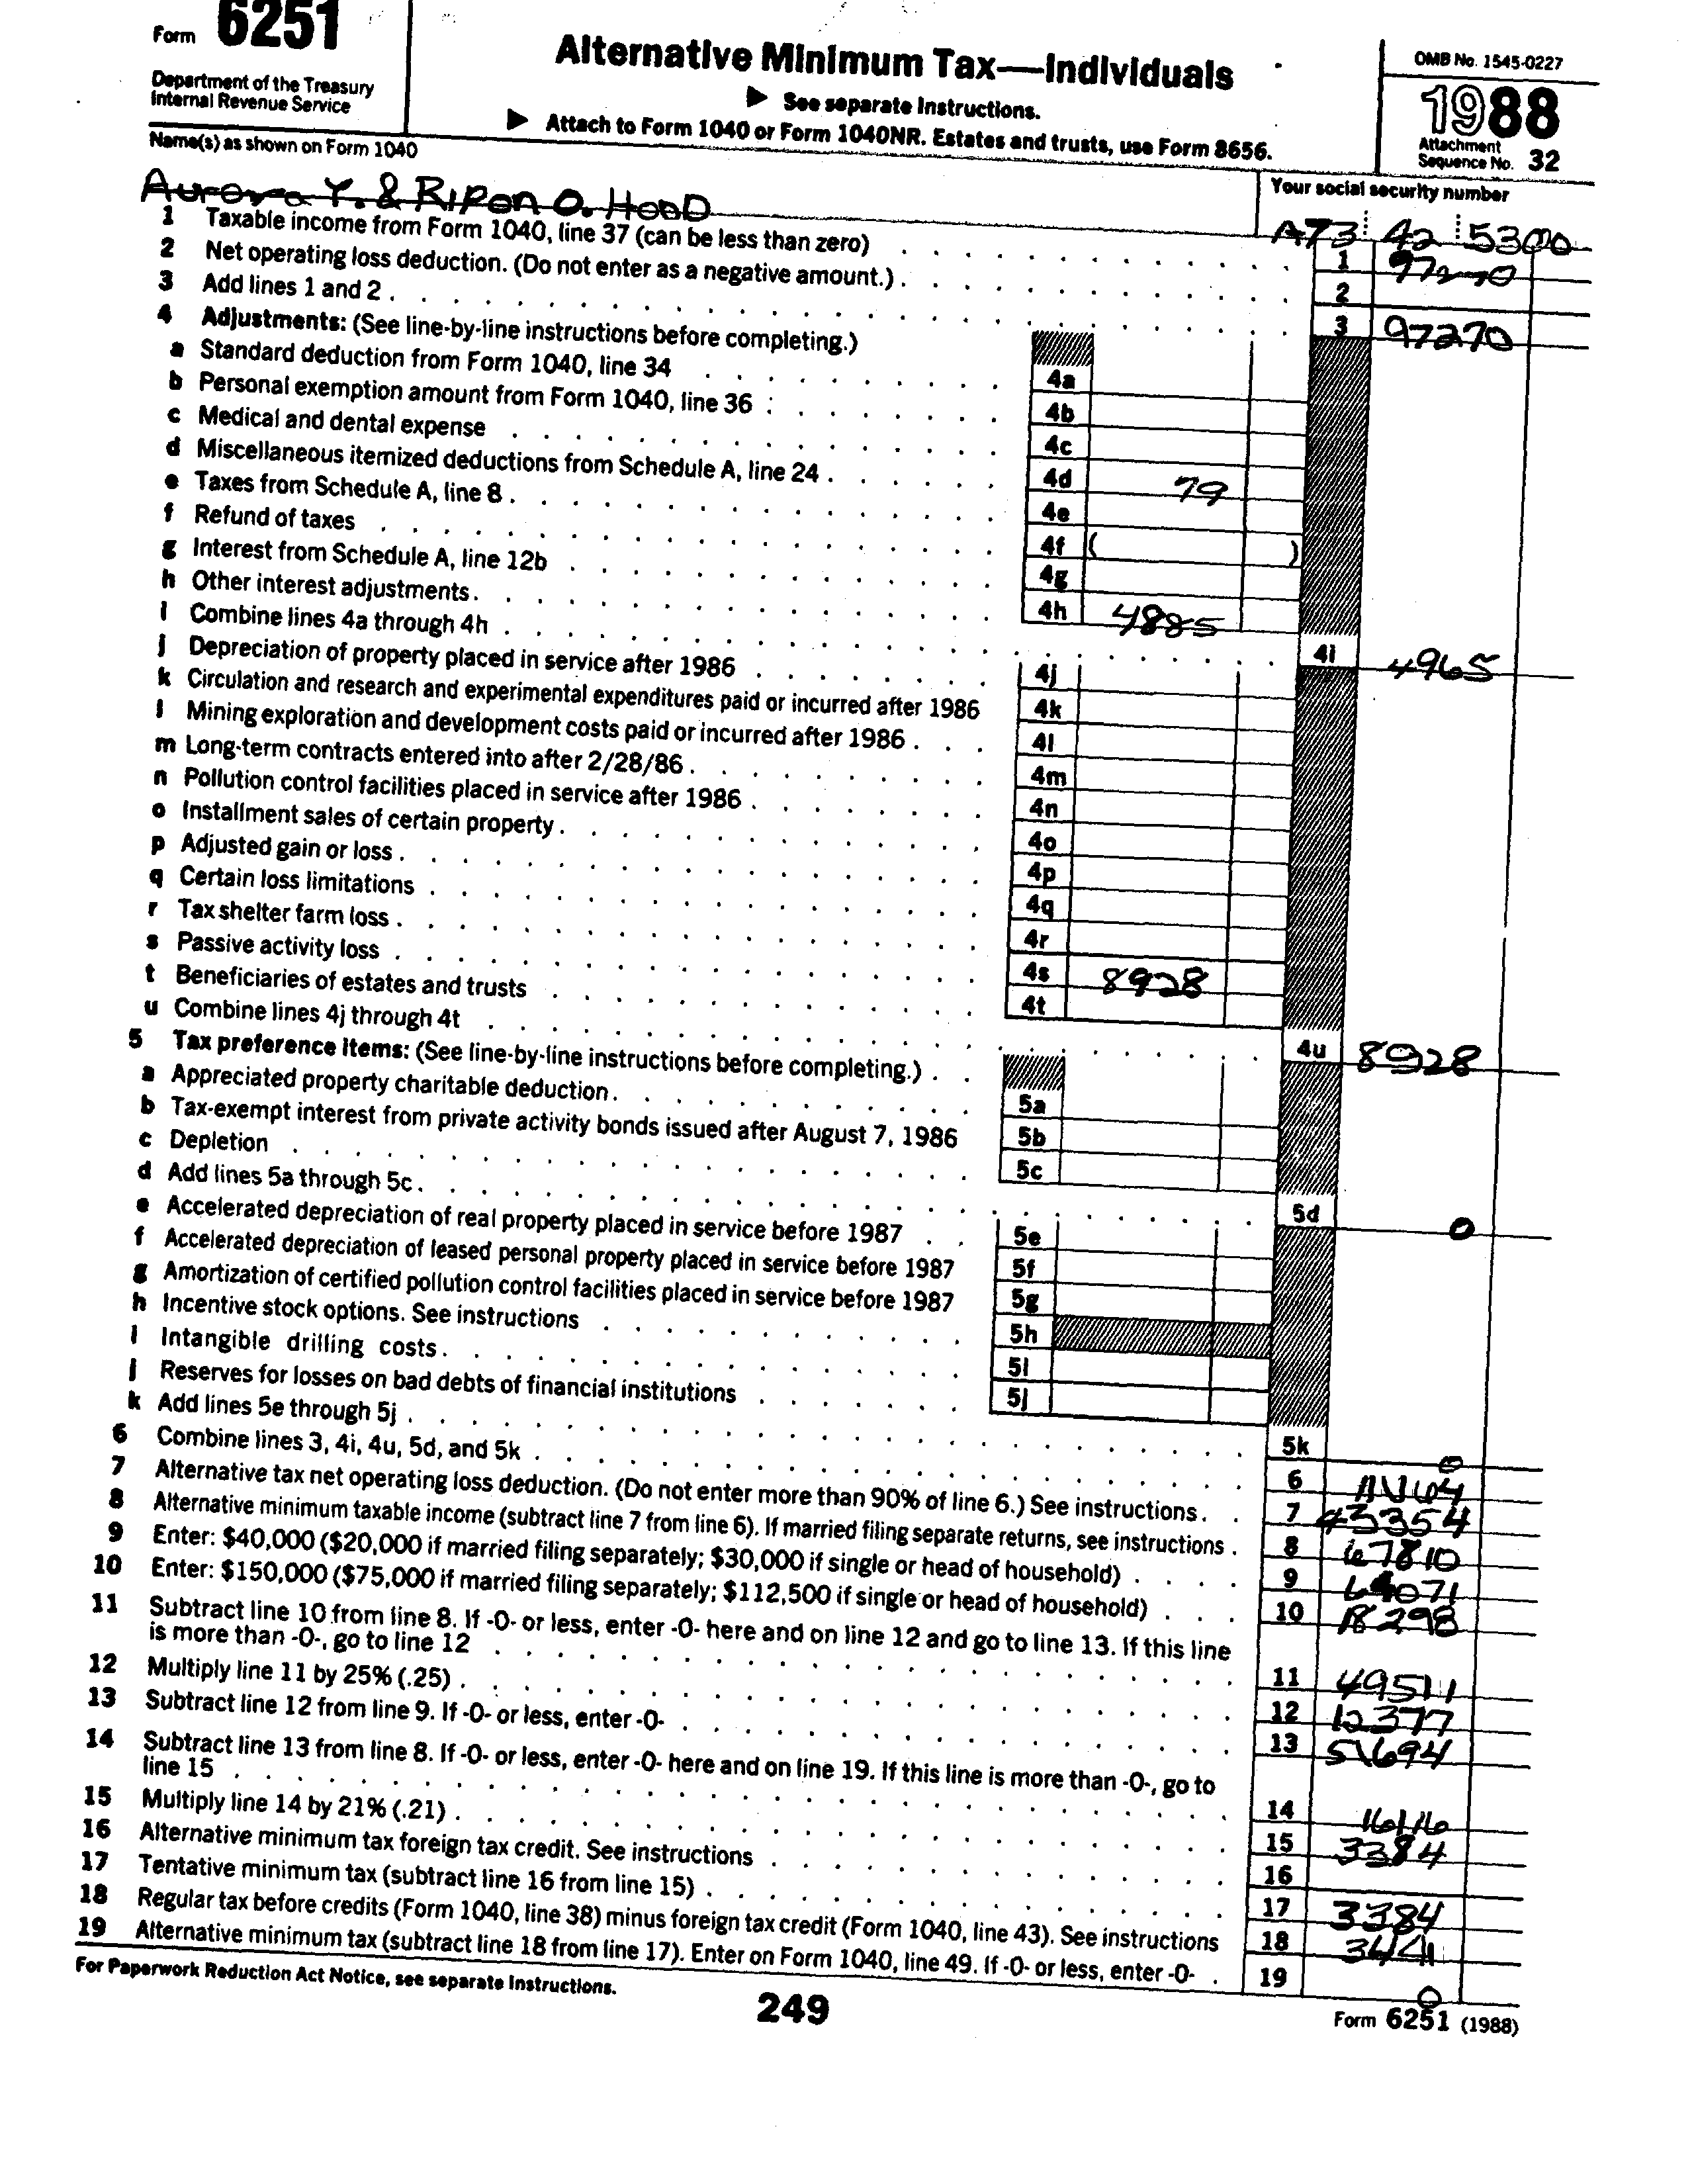 Form 6251
Department of the Treasury
Internal Revenue Service
Alternative Minimum Tax—Individuals
▶ See separate Instructions.
▶ Attach to Form 1040 or Form 1040NR. Estates and trusts, use Form 8656.
OMB No. 1545-0227
1988
Attachment
Sequence No. 32
Name(s) as shown on Form 1040
Your social security number
Aurora Y. & Ripon O. Hood
A73 42 5300
1 Taxable income from Form 1040, line 37 (can be less than zero) 1 97270
2 Net operating loss deduction. (Do not enter as a negative amount.) 2
3 Add lines 1 and 2 3 97270
4 Adjustments: (See line-by-line instructions before completing.)
a Standard deduction from Form 1040, line 34 4a
b Personal exemption amount from Form 1040, line 36 4b
c Medical and dental expense 4c
d Miscellaneous itemized deductions from Schedule A, line 24 4d 79
e Taxes from Schedule A, line 8 4e
f Refund of taxes 4f ( )
g Interest from Schedule A, line 12b 4g
h Other interest adjustments 4h 4885
i Combine lines 4a through 4h 4i 4965
j Depreciation of property placed in service after 1986 4j
k Circulation and research and experimental expenditures paid or incurred after 1986 4k
l Mining exploration and development costs paid or incurred after 1986 4l
m Long-term contracts entered into after 2/28/86 4m
n Pollution control facilities placed in service after 1986 4n
o Installment sales of certain property 4o
p Adjusted gain or loss 4p
q Certain loss limitations 4q
r Tax shelter farm loss 4r
s Passive activity loss 4s 8928
t Beneficiaries of estates and trusts 4t
u Combine lines 4j through 4t 4u 8928
5 Tax preference items: (See line-by-line instructions before completing.)
a Appreciated property charitable deduction 5a
b Tax-exempt interest from private activity bonds issued after August 7, 1986 5b
c Depletion 5c
d Add lines 5a through 5c 5d 0
e Accelerated depreciation of real property placed in service before 1987 5e
f Accelerated depreciation of leased personal property placed in service before 1987 5f
g Amortization of certified pollution control facilities placed in service before 1987 5g
h Incentive stock options. See instructions 5h
i Intangible drilling costs 5i
j Reserves for losses on bad debts of financial institutions 5j
k Add lines 5e through 5j 5k 0
6 Combine lines 3, 4i, 4u, 5d, and 5k 6
7 Alternative tax net operating loss deduction. (Do not enter more than 90% of line 6.) See instructions 7 43354
8 Alternative minimum taxable income (subtract line 7 from line 6). If married filing separate returns, see instructions 8 67810
9 Enter: $40,000 ($20,000 if married filing separately; $30,000 if single or head of household) 9 64071
10 Enter: $150,000 ($75,000 if married filing separately; $112,500 if single or head of household) 10 18298
11 Subtract line 10 from line 8. If -0- or less, enter -0- here and on line 12 and go to line 13. If this line
is more than -0-, go to line 12 11 49511
12 Multiply line 11 by 25% (.25) 12 12377
13 Subtract line 12 from line 9. If -0- or less, enter -0- 13 51694
14 Subtract line 13 from line 8. If -0- or less, enter -0- here and on line 19. If this line is more than -0-, go to
line 15 14 16116
15 Multiply line 14 by 21% (.21) 15 3384
16 Alternative minimum tax foreign tax credit. See instructions 16
17 Tentative minimum tax (subtract line 16 from line 15) 17 3384
18 Regular tax before credits (Form 1040, line 38) minus foreign tax credit (Form 1040, line 43). See instructions 18 34411
19 Alternative minimum tax (subtract line 18 from line 17). Enter on Form 1040, line 49. If -0- or less, enter -0- 19 0
For Paperwork Reduction Act Notice, see separate Instructions.
249
Form 6251 (1988)